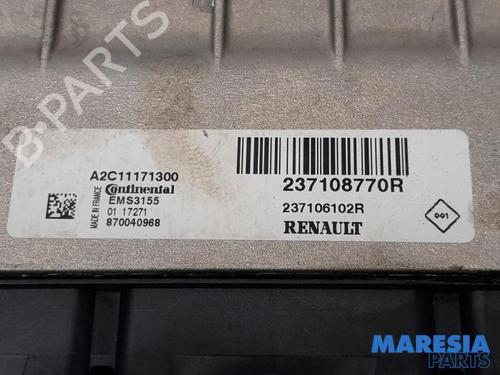 A2C11171300
Continental
EMS3155
01 17271
870040968
MADE IN FRANCE
237108770R
237106102R
RENAULT
001
B-Parts
MARESIA
PARTS